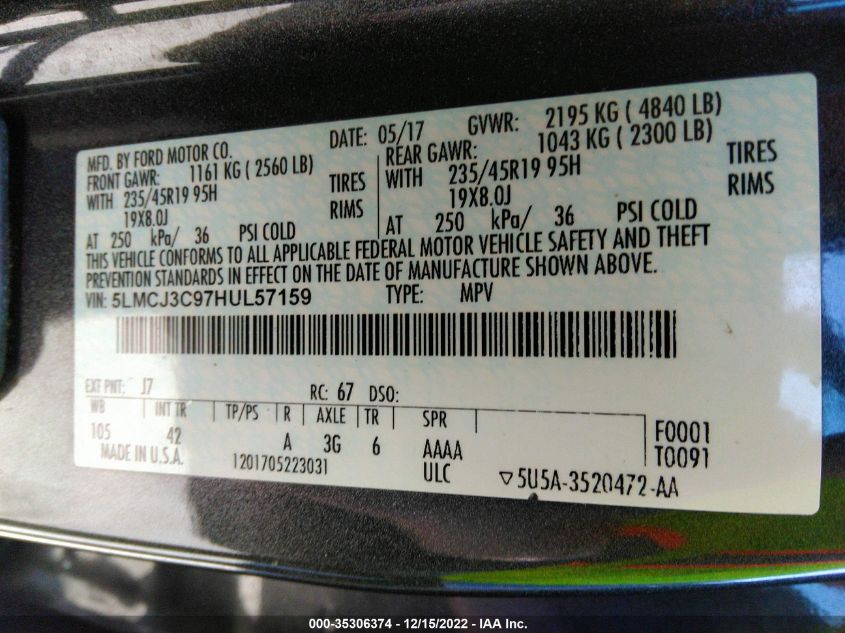 MFD. BY FORD MOTOR CO. DATE: 05/17 GVWR: 2195 KG ( 4840 LB)
FRONT GAWR: 1161 KG ( 2560 LB) REAR GAWR: 1043 KG ( 2300 LB)
WITH 235/45R19 95H TIRES WITH 235/45R19 95H TIRES
19X8.0J RIMS 19X8.0J RIMS
AT 250 kPa/ 36 PSI COLD AT 250 kPa/ 36 PSI COLD
THIS VEHICLE CONFORMS TO ALL APPLICABLE FEDERAL MOTOR VEHICLE SAFETY AND THEFT
PREVENTION STANDARDS IN EFFECT ON THE DATE OF MANUFACTURE SHOWN ABOVE.
VIN: 5LMCJ3C97HUL57159 TYPE: MPV
EXT PNT: J7 RC: 67 DSO:
WB INT TR TP/PS R AXLE TR SPR
105 42 A 3G 6 AAAA F0001
MADE IN U.S.A. 1201705223031 ULC T0091
▽5U5A-3520472-AA
000-35306374 - 12/15/2022 - IAA Inc.